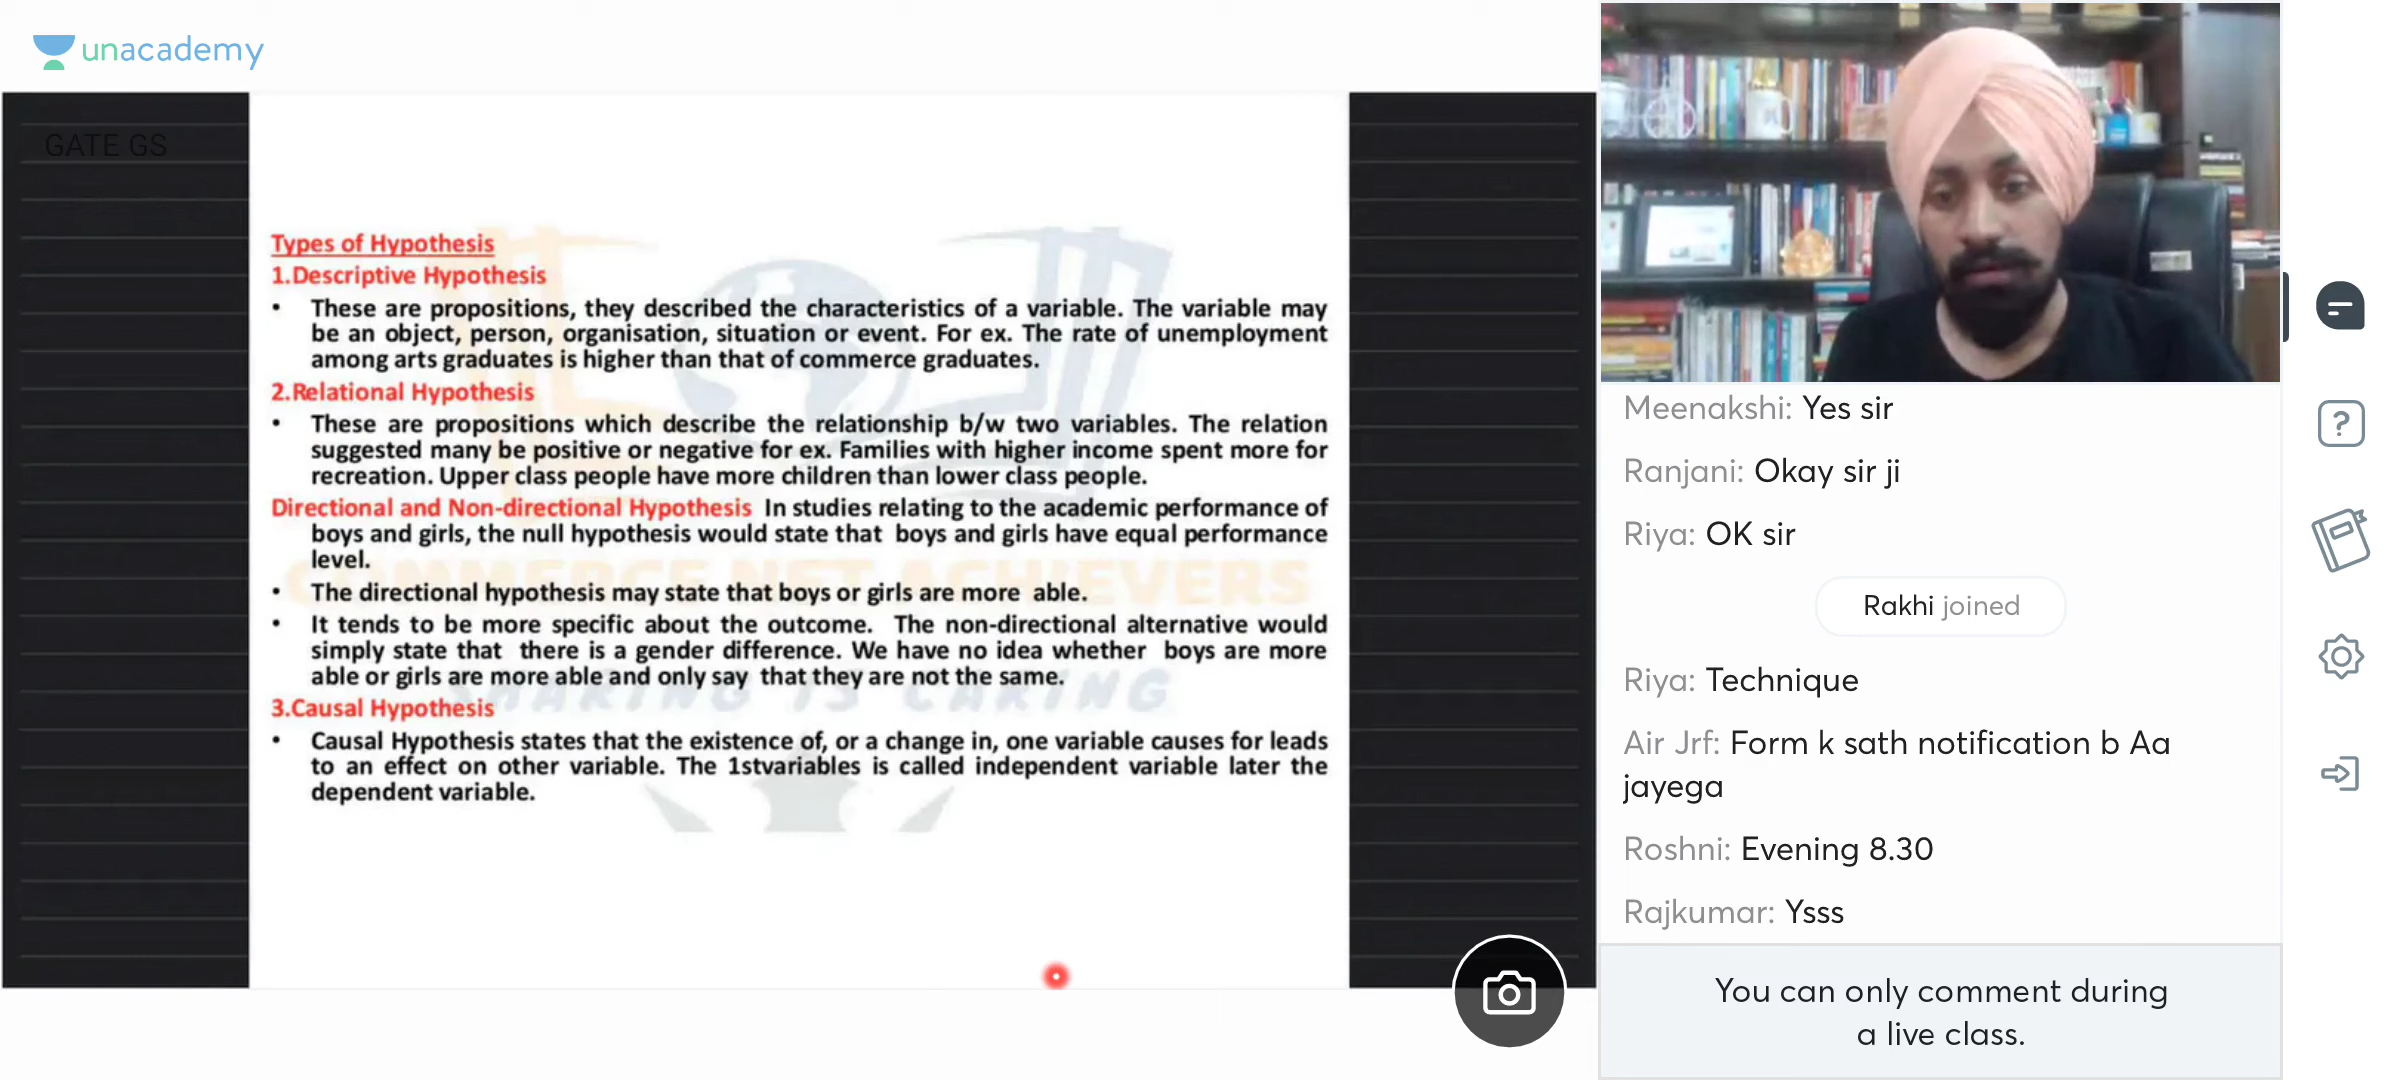 unacademy
GATE GS
Types of Hypothesis
1.Descriptive Hypothesis
• These are propositions, they described the characteristics of a variable. The variable may
be an object, person, organisation, situation or event. For ex. The rate of unemployment
among arts graduates is higher than that of commerce graduates.
2.Relational Hypothesis
• These are propositions which describe the relationship b/w two variables. The relation
suggested many be positive or negative for ex. Families with higher income spent more for
recreation. Upper class people have more children than lower class people.
Directional and Non-directional Hypothesis In studies relating to the academic performance of
boys and girls, the null hypothesis would state that boys and girls have equal performance
level.
• The directional hypothesis may state that boys or girls are more able.
• It tends to be more specific about the outcome. The non-directional alternative would
simply state that there is a gender difference. We have no idea whether boys are more
able or girls are more able and only say that they are not the same.
3.Causal Hypothesis
• Causal Hypothesis states that the existence of, or a change in, one variable causes for leads
to an effect on other variable. The 1stvariables is called independent variable later the
dependent variable.
COMMERCE NET ACHIEVERS
SHARING IS CARING
Meenakshi: Yes sir
Ranjani: Okay sir ji
Riya: OK sir
Rakhi joined
Riya: Technique
Air Jrf: Form k sath notification b Aa
jayega
Roshni: Evening 8.30
Rajkumar: Ysss
You can only comment during
a live class.